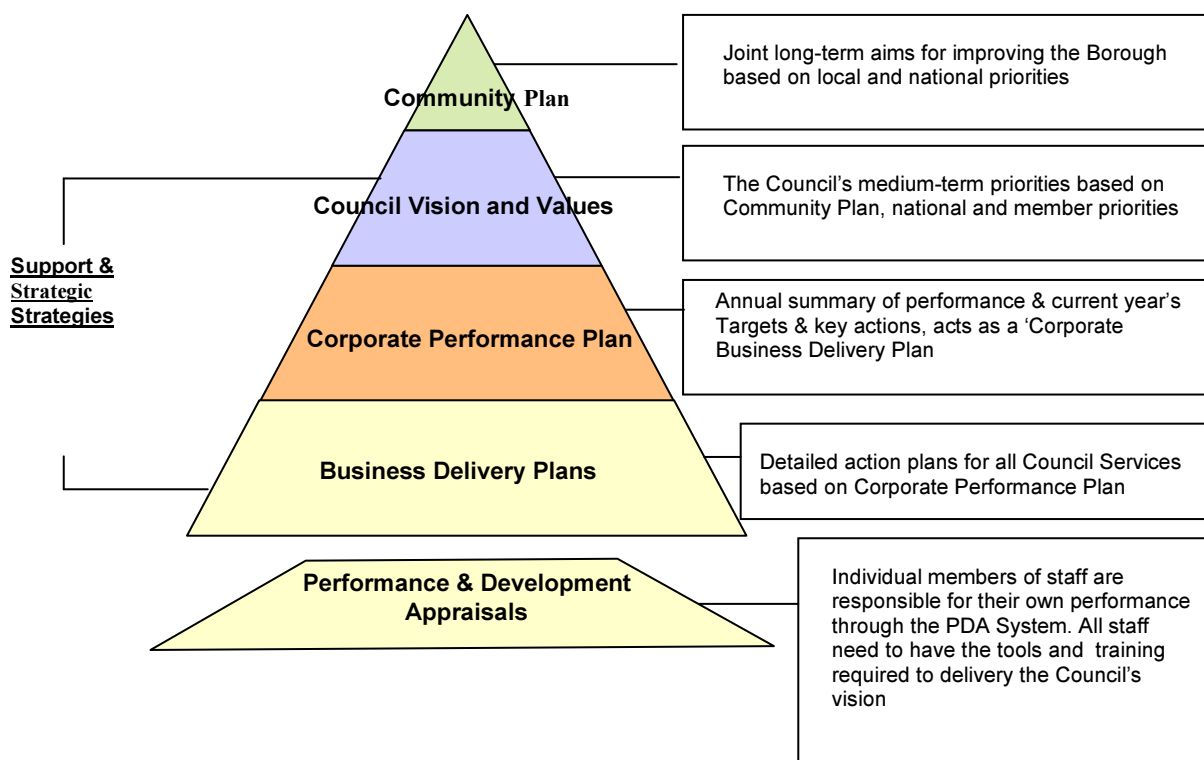 Community Plan
Joint long-term aims for improving the Borough
based on local and national priorities
Council Vision and Values
The Council’s medium-term priorities based on
Community Plan, national and member priorities
Support &
Strategic
Strategies
Corporate Performance Plan
Annual summary of performance & current year’s
Targets & key actions, acts as a ‘Corporate
Business Delivery Plan
Business Delivery Plans
Detailed action plans for all Council Services
based on Corporate Performance Plan
Performance & Development
Appraisals
Individual members of staff are
responsible for their own performance
through the PDA System. All staff
need to have the tools and training
required to delivery the Council’s
vision